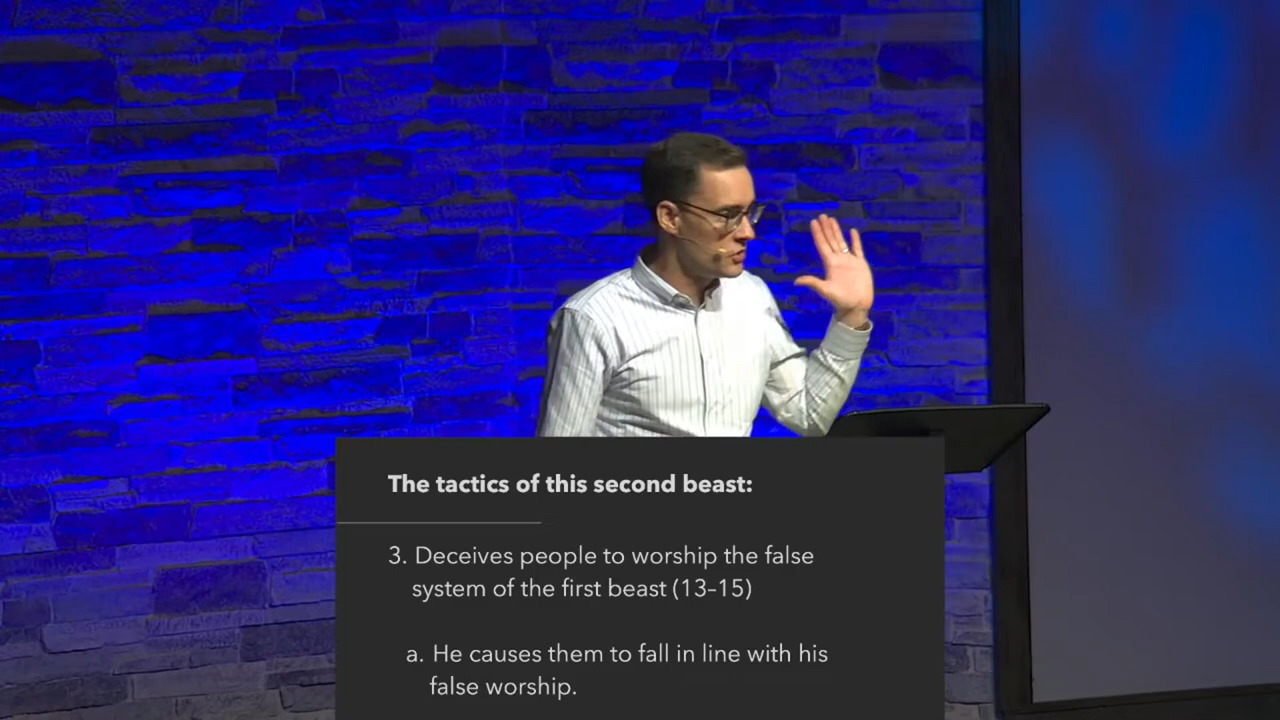 The tactics of this second beast:
3. Deceives people to worship the false
system of the first beast (13–15)
a. He causes them to fall in line with his
false worship.